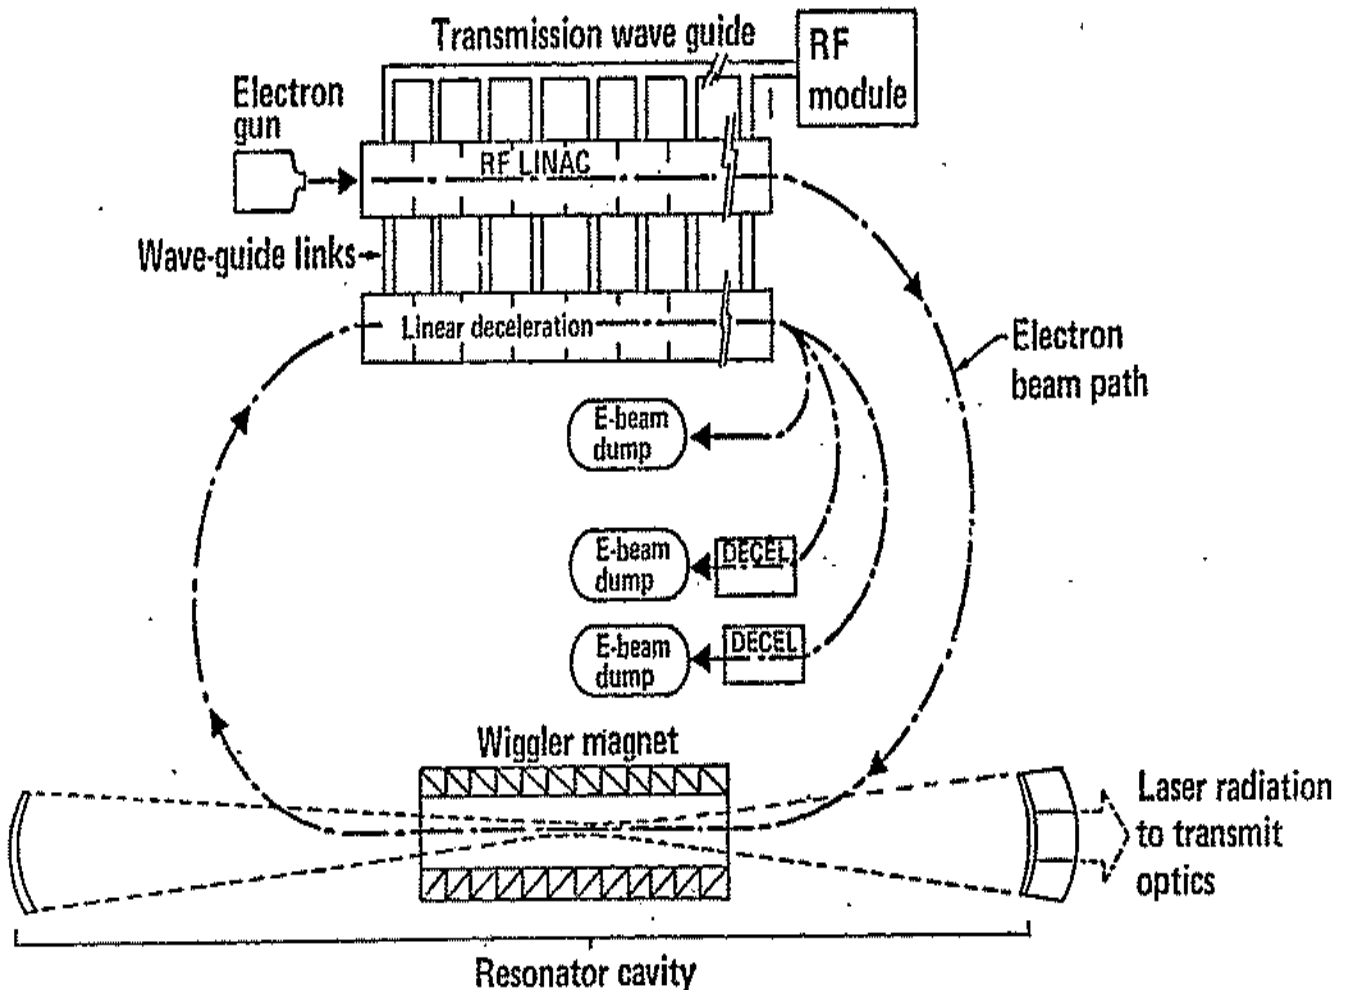 Transmission wave guide
RF
module
Electron
gun
RF LINAC
Wave-guide links
Linear deceleration
Electron
beam path
E-beam
dump
E-beam
dump
DECEL
E-beam
dump
DECEL
Wiggler magnet
Laser radiation
to transmit
optics
Resonator cavity